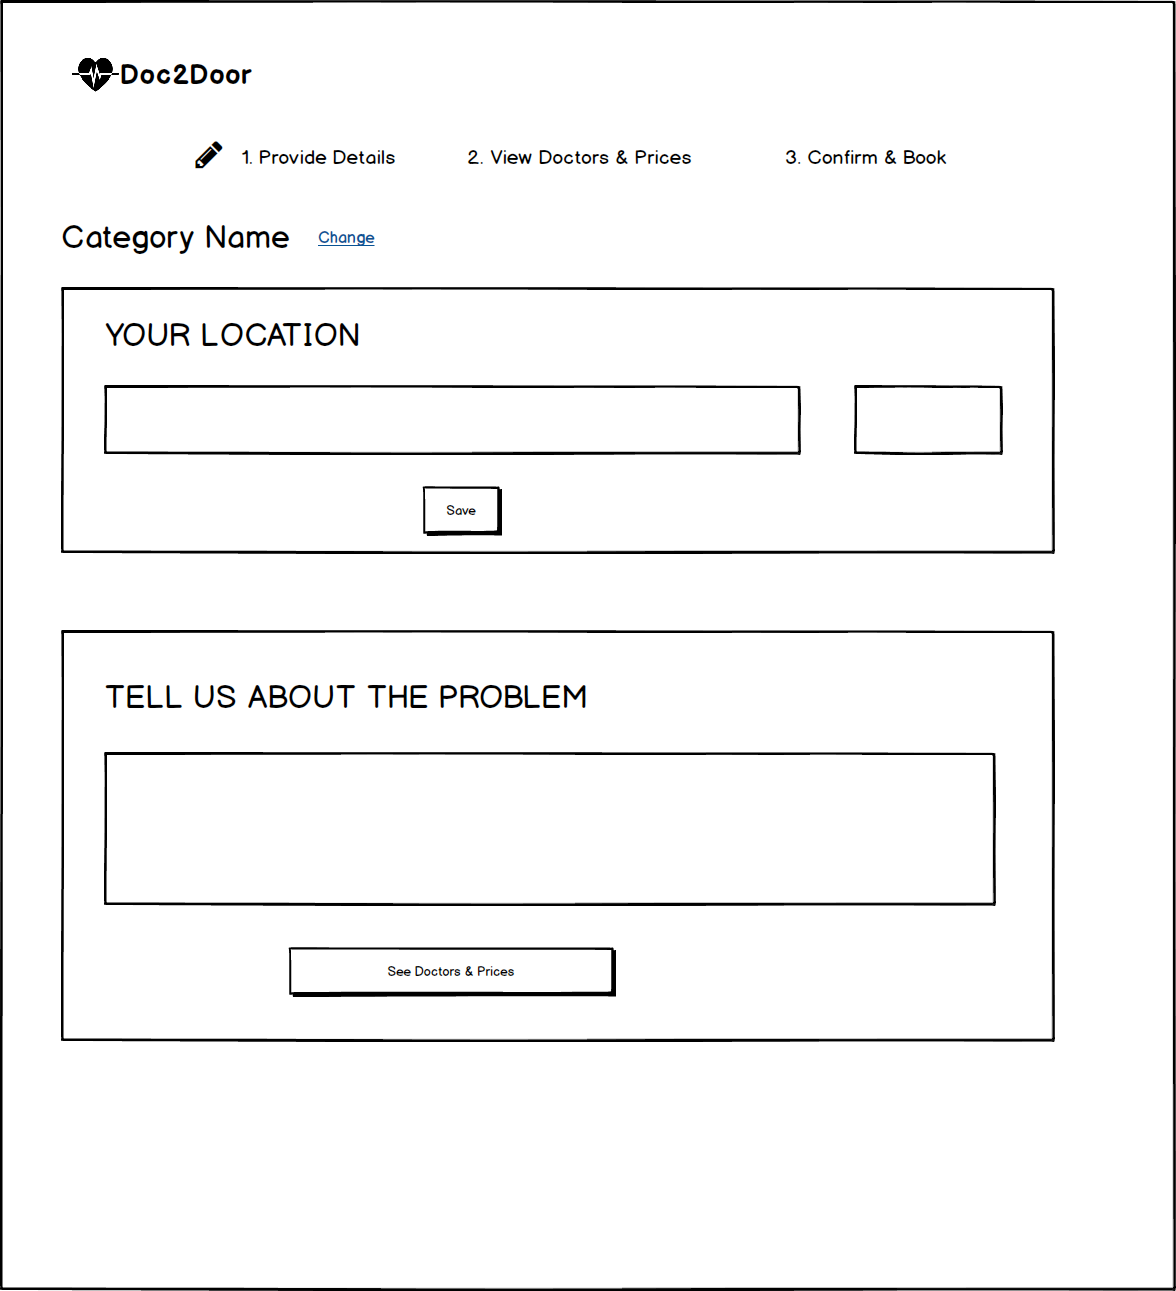 Doc2Door
1. Provide Details 2. View Doctors & Prices 3. Confirm & Book
Category Name Change
YOUR LOCATION
Save
TELL US ABOUT THE PROBLEM
See Doctors & Prices